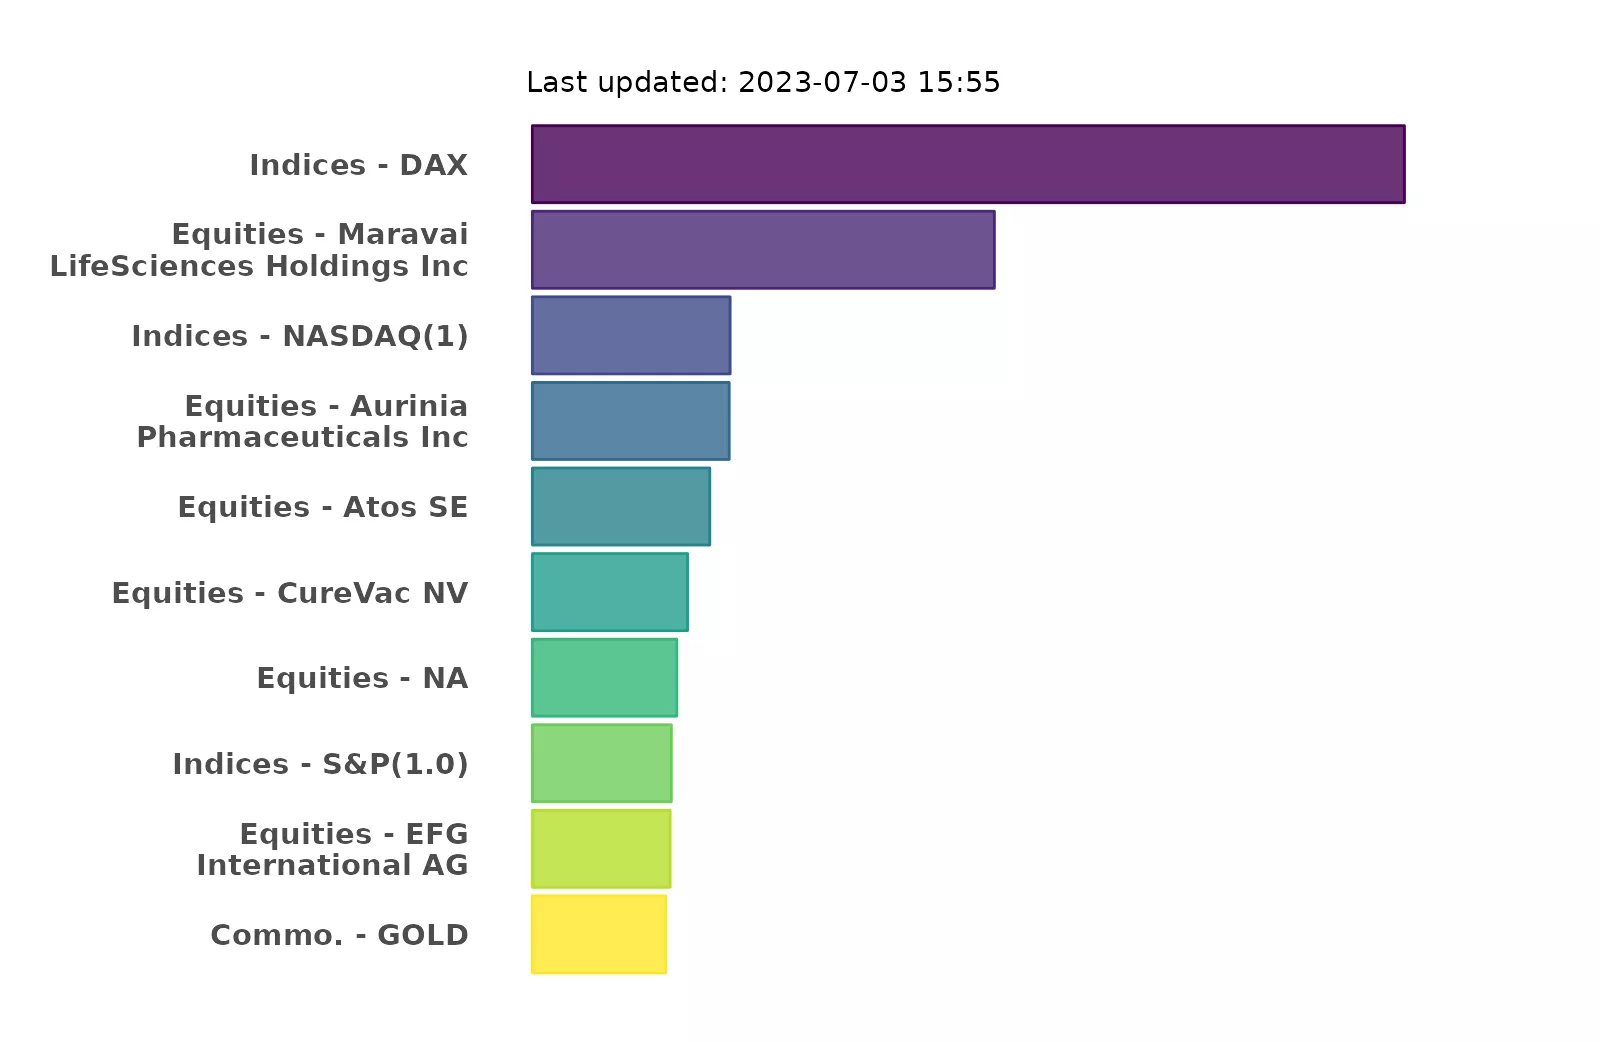 Last updated: 2023-07-03 15:55
Indices - DAX
Equities - Maravai
LifeSciences Holdings Inc
Indices - NASDAQ(1)
Equities - Aurinia
Pharmaceuticals Inc
Equities - Atos SE
Equities - CureVac NV
Equities - NA
Indices - S&P(1.0)
Equities - EFG
International AG
Commo. - GOLD